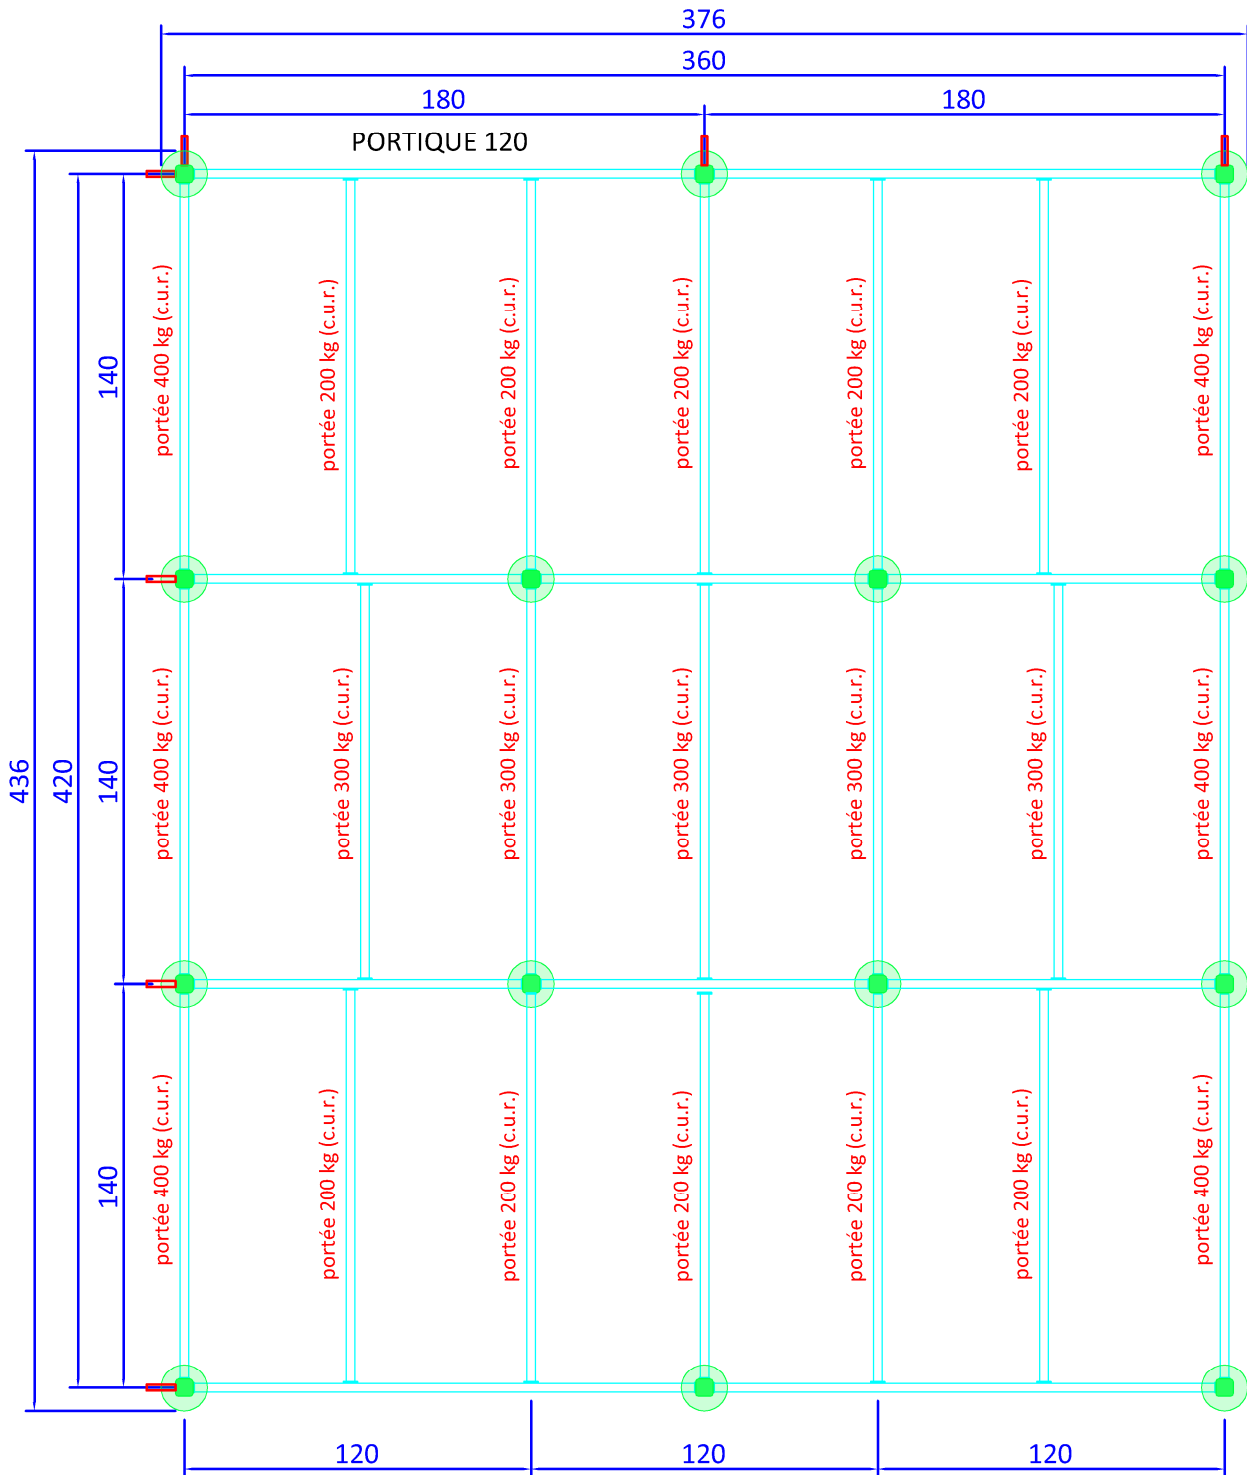 376
360
180
180
PORTIQUE 120
portée 400 kg (c.u.r.)
portée 200 kg (c.u.r.)
portée 200 kg (c.u.r.)
portée 200 kg (c.u.r.)
portée 200 kg (c.u.r.)
portée 200 kg (c.u.r.)
portée 400 kg (c.u.r.)
140
portée 400 kg (c.u.r.)
portée 300 kg (c.u.r.)
portée 300 kg (c.u.r.)
portée 300 kg (c.u.r.)
portée 300 kg (c.u.r.)
portée 300 kg (c.u.r.)
portée 400 kg (c.u.r.)
436
420
140
portée 400 kg (c.u.r.)
portée 200 kg (c.u.r.)
portée 200 kg (c.u.r.)
portée 200 kg (c.u.r.)
portée 200 kg (c.u.r.)
portée 200 kg (c.u.r.)
portée 400 kg (c.u.r.)
140
120
120
120